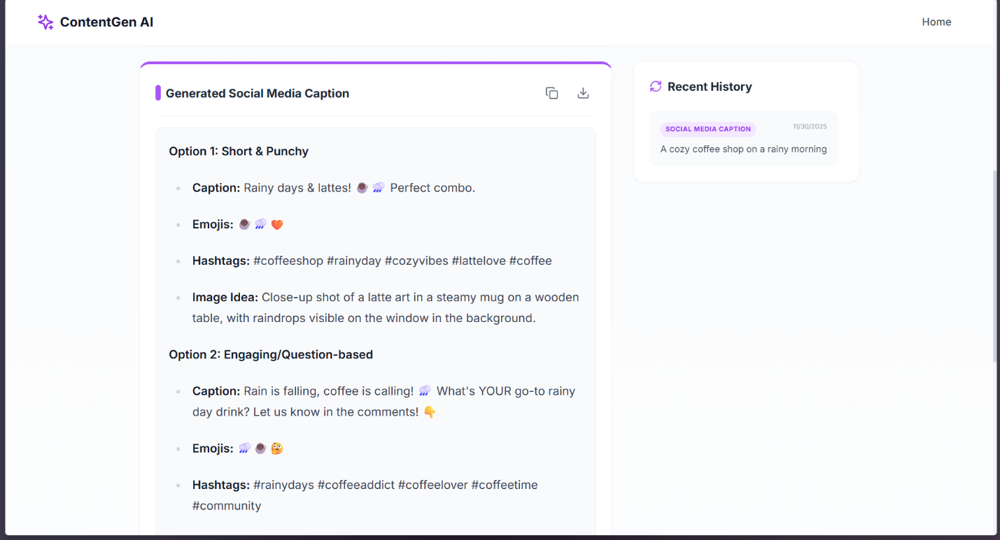 ContentGen AI
Home
Generated Social Media Caption
Option 1: Short & Punchy
Caption: Rainy days & lattes! ☕ 🌧️ Perfect combo.
Emojis: ☕ 🌧️ ❤️
Hashtags: #coffeeshop #rainyday #cozyvibes #lattelove #coffee
Image Idea: Close-up shot of a latte art in a steamy mug on a wooden
table, with raindrops visible on the window in the background.
Option 2: Engaging/Question-based
Caption: Rain is falling, coffee is calling! 🌧️ What's YOUR go-to rainy
day drink? Let us know in the comments! 👇
Emojis: 🌧️ ☕ 🤔
Hashtags: #rainydays #coffeeaddict #coffeelover #coffeetime
#community
Recent History
SOCIAL MEDIA CAPTION
11/30/2025
A cozy coffee shop on a rainy morning